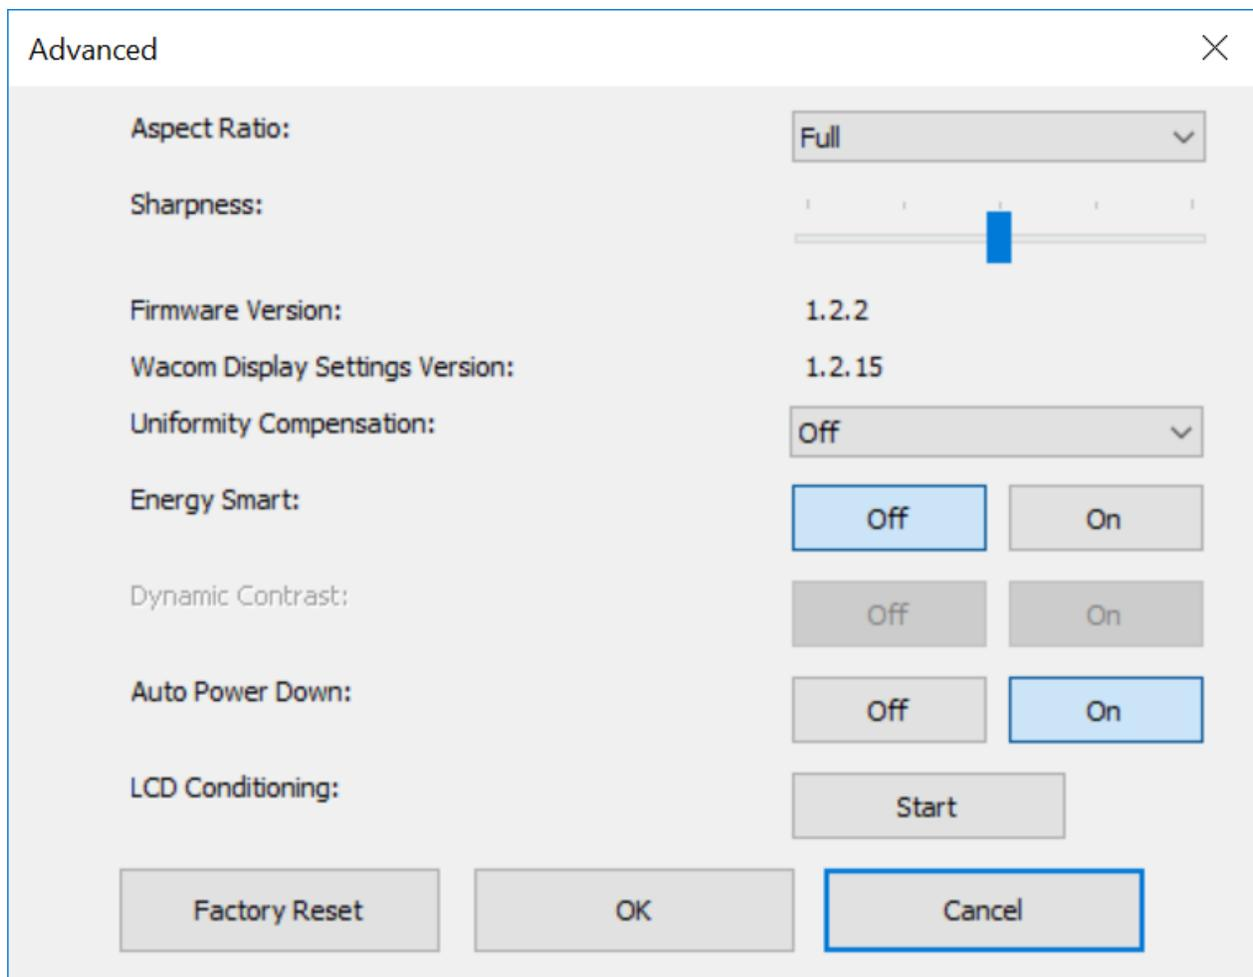 Advanced
Aspect Ratio: Full
Sharpness:
Firmware Version: 1.2.2
Wacom Display Settings Version: 1.2.15
Uniformity Compensation: Off
Energy Smart: Off On
Dynamic Contrast: Off On
Auto Power Down: Off On
LCD Conditioning: Start
Factory Reset OK Cancel